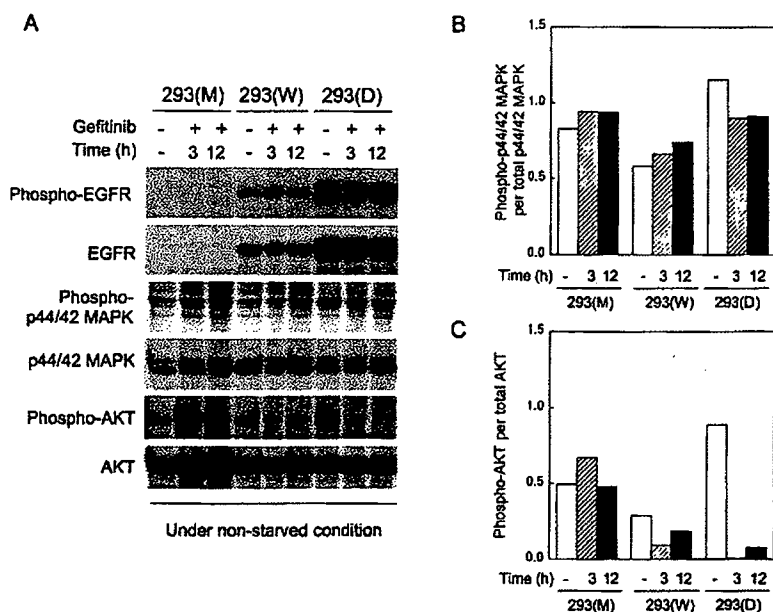 A
293(M) 293(W) 293(D)
Gefitinib - + + - + + - + +
Time (h) - 3 12 - 3 12 - 3 12
Phospho-EGFR
EGFR
Phospho-
p44/42 MAPK
p44/42 MAPK
Phospho-AKT
AKT
Under non-starved condition
B
Phospho-p44/42 MAPK
per total p44/42 MAPK
1.5
1.0
0.5
0.0
Time (h) - 3 12 - 3 12 - 3 12
293(M) 293(W) 293(D)
C
Phospho-AKT per total AKT
1.5
1.0
0.5
0.0
Time (h) - 3 12 - 3 12 - 3 12
293(M) 293(W) 293(D)